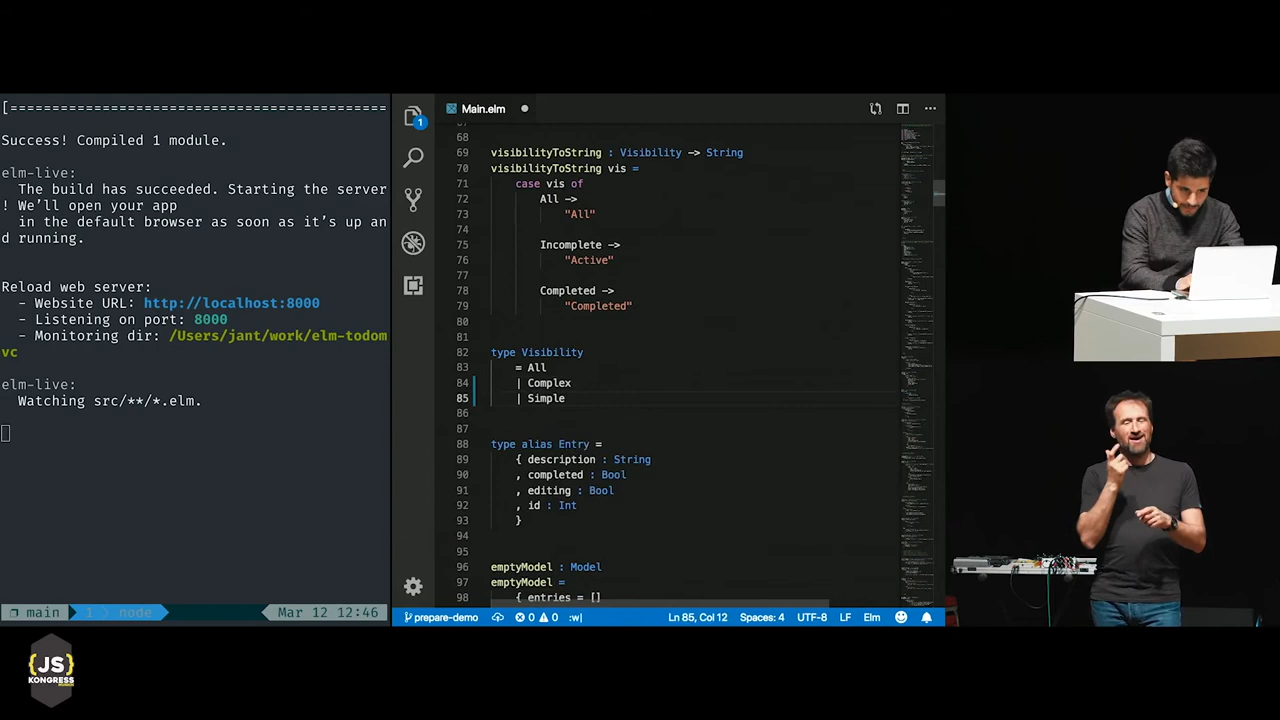 [=============================================
Success! Compiled 1 module.
elm-live:
The build has succeeded. Starting the server
! We'll open your app
in the default browser as soon as it's up an
d running.
Reload web server:
- Website URL: http://localhost:8000
- Listening on port: 8000
- Monitoring dir: /Users/jant/work/elm-todom
vc
elm-live:
Watching src/**/*.elm.
main 1 node Mar 12 12:46
1
Main.elm
68
69 visibilityToString : Visibility -> String
70 visibilityToString vis =
71 case vis of
72 All ->
73 "All"
74
75 Incomplete ->
76 "Active"
77
78 Completed ->
79 "Completed"
80
81
82 type Visibility
83 = All
84 | Complex
85 | Simple
86
87
88 type alias Entry =
89 { description : String
90 , completed : Bool
91 , editing : Bool
92 , id : Int
93 }
94
95
96 emptyModel : Model
97 emptyModel =
98 { entries = []
prepare-demo 0 0 :w| Ln 85, Col 12 Spaces: 4 UTF-8 LF Elm
{JS}
KONGRESS